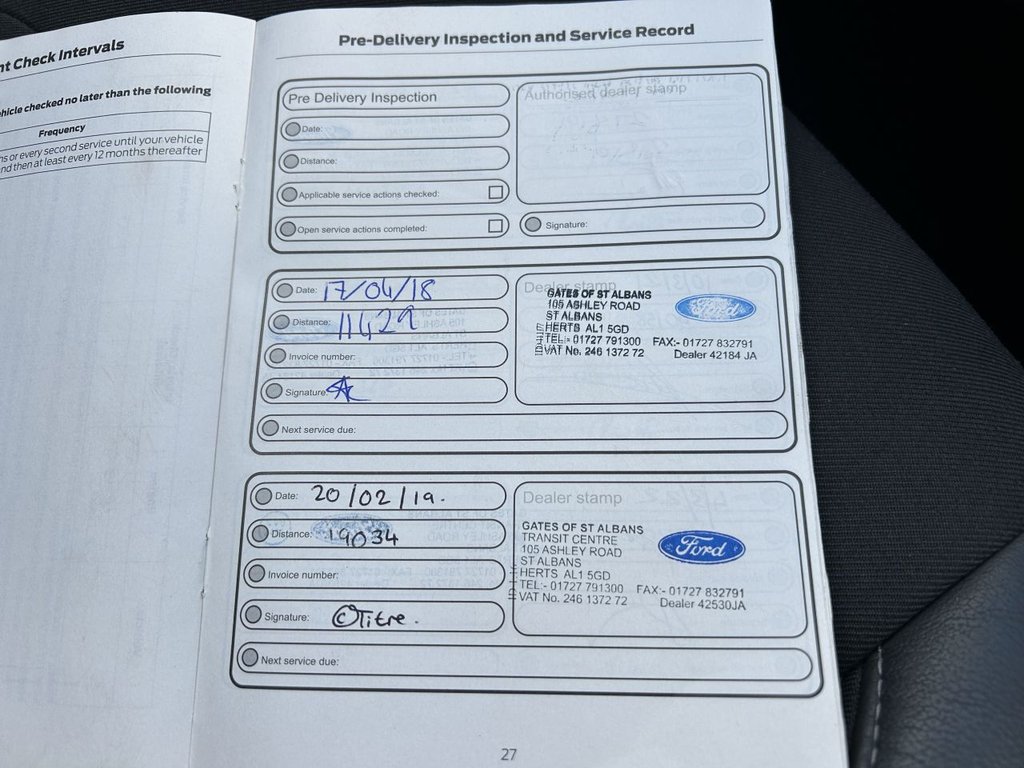 nt Check Intervals
hicle checked no later than the following
Frequency
ns or every second service until your vehicle
nd then at least every 12 months thereafter
Pre-Delivery Inspection and Service Record
Pre Delivery Inspection
Date:
Distance:
Applicable service actions checked:
Open service actions completed:
Authorised dealer stamp
Signature:
Date: 17/04/18
Distance: 11429
Invoice number:
Signature:
Next service due:
Dealer stamp
GATES OF ST ALBANS
105 ASHLEY ROAD
ST ALBANS
HERTS AL1 5GD
TEL:- 01727 791300 FAX:- 01727 832791
VAT No. 246 1372 72 Dealer 42184 JA
Ford
Date: 20/02/19.
Distance: 19034
Invoice number:
Signature: CTitre.
Next service due:
Dealer stamp
GATES OF ST ALBANS
TRANSIT CENTRE
105 ASHLEY ROAD
ST ALBANS
HERTS AL1 5GD
TEL:- 01727 791300 FAX:- 01727 832791
VAT No. 246 1372 72 Dealer 42530JA
Ford
27